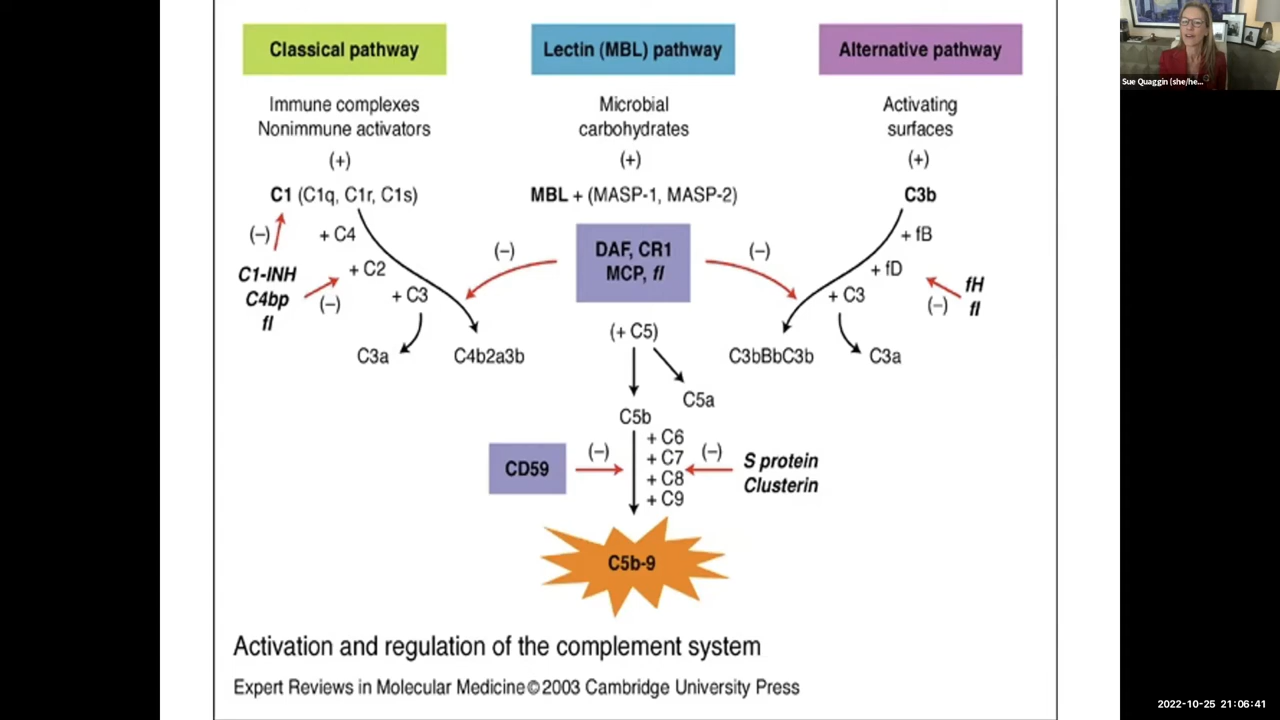 Classical pathway
Lectin (MBL) pathway
Alternative pathway
Immune complexes
Nonimmune activators
Microbial
carbohydrates
Activating
surfaces
(+)
(+)
(+)
C1 (C1q, C1r, C1s)
MBL + (MASP-1, MASP-2)
C3b
(–)
+ C4
+ C2
+ C3
C1-INH
C4bp
fI
(–)
(–)
DAF, CR1
MCP, fI
(–)
+ fB
+ fD
+ C3
fH
fI
(–)
C3a
C4b2a3b
(+ C5)
C3bBbC3b
C3a
C5a
C5b
+ C6
+ C7
+ C8
+ C9
CD59
(–)
(–)
S protein
Clusterin
C5b-9
Activation and regulation of the complement system
Expert Reviews in Molecular Medicine © 2003 Cambridge University Press
Sue Quaggin (she/he...
2022-10-25 21:06:41